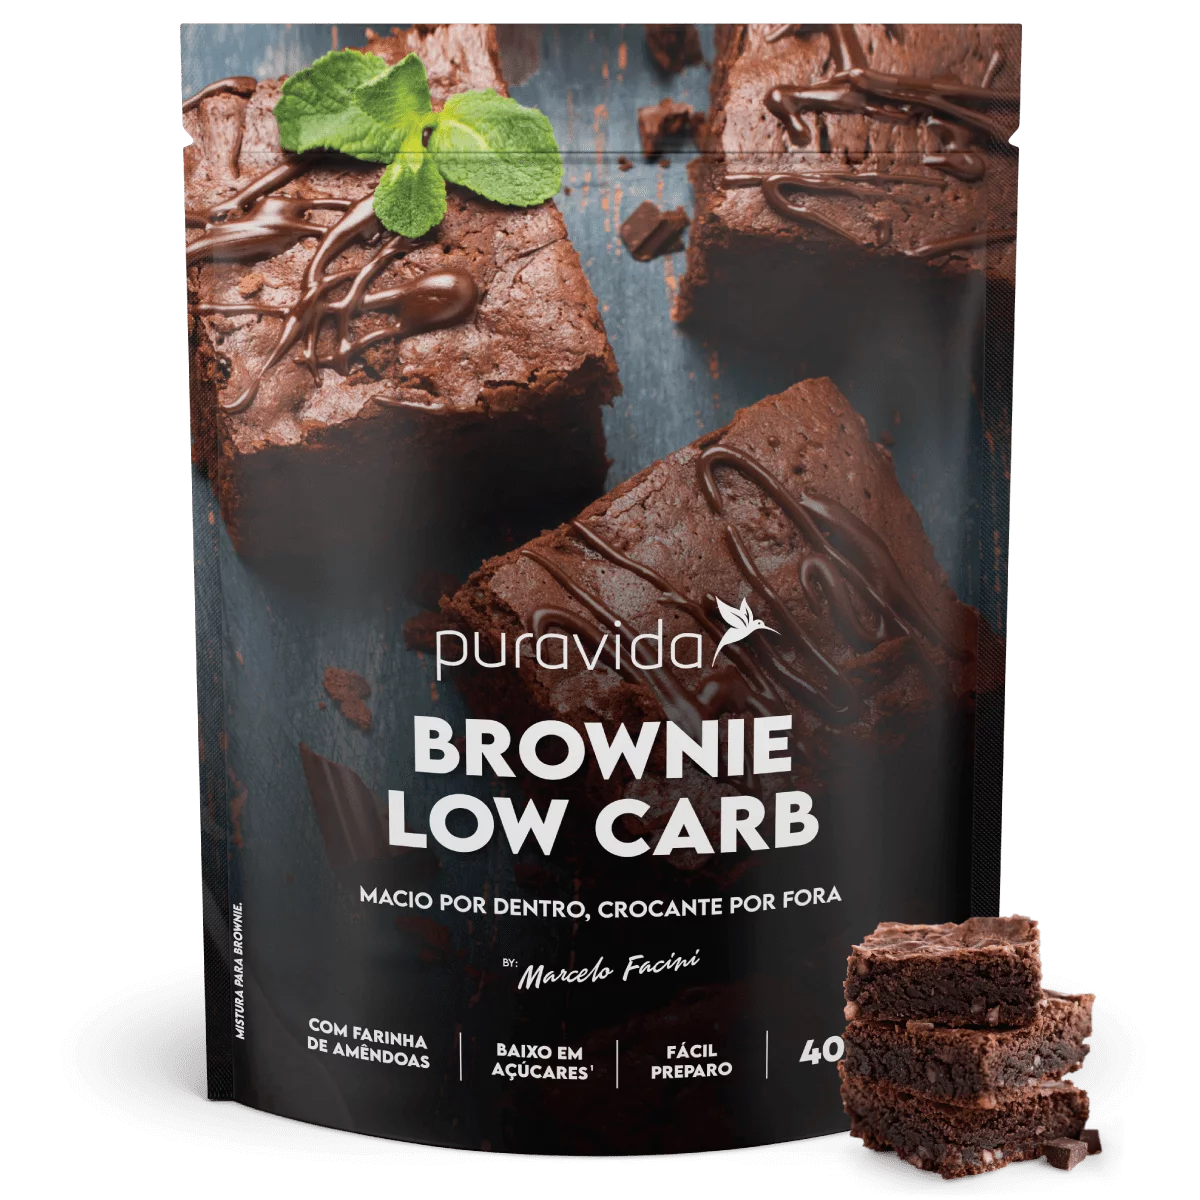 puravida
BROWNIE
LOW CARB
MACIO POR DENTRO, CROCANTE POR FORA
BY: Marcelo Facini
MISTURA PARA BROWNIE.
COM FARINHA
DE AMÊNDOAS
BAIXO EM
AÇÚCARES¹
FÁCIL
PREPARO